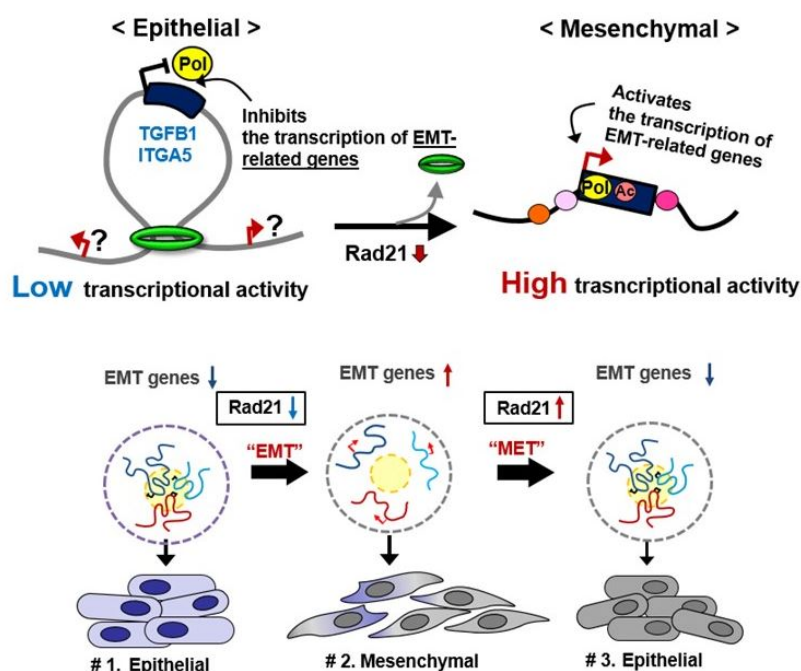 < Epithelial >
Pol
TGFB1
ITGA5
Inhibits
the transcription of EMT-
related genes
?
?
Low transcriptional activity
Rad21
< Mesenchymal >
Activates
the transcription of
EMT-related genes
Pol
Ac
High trasncriptional activity
EMT genes
Rad21
"EMT"
EMT genes
Rad21
"MET"
EMT genes
# 1. Epithelial
# 2. Mesenchymal
# 3. Epithelial